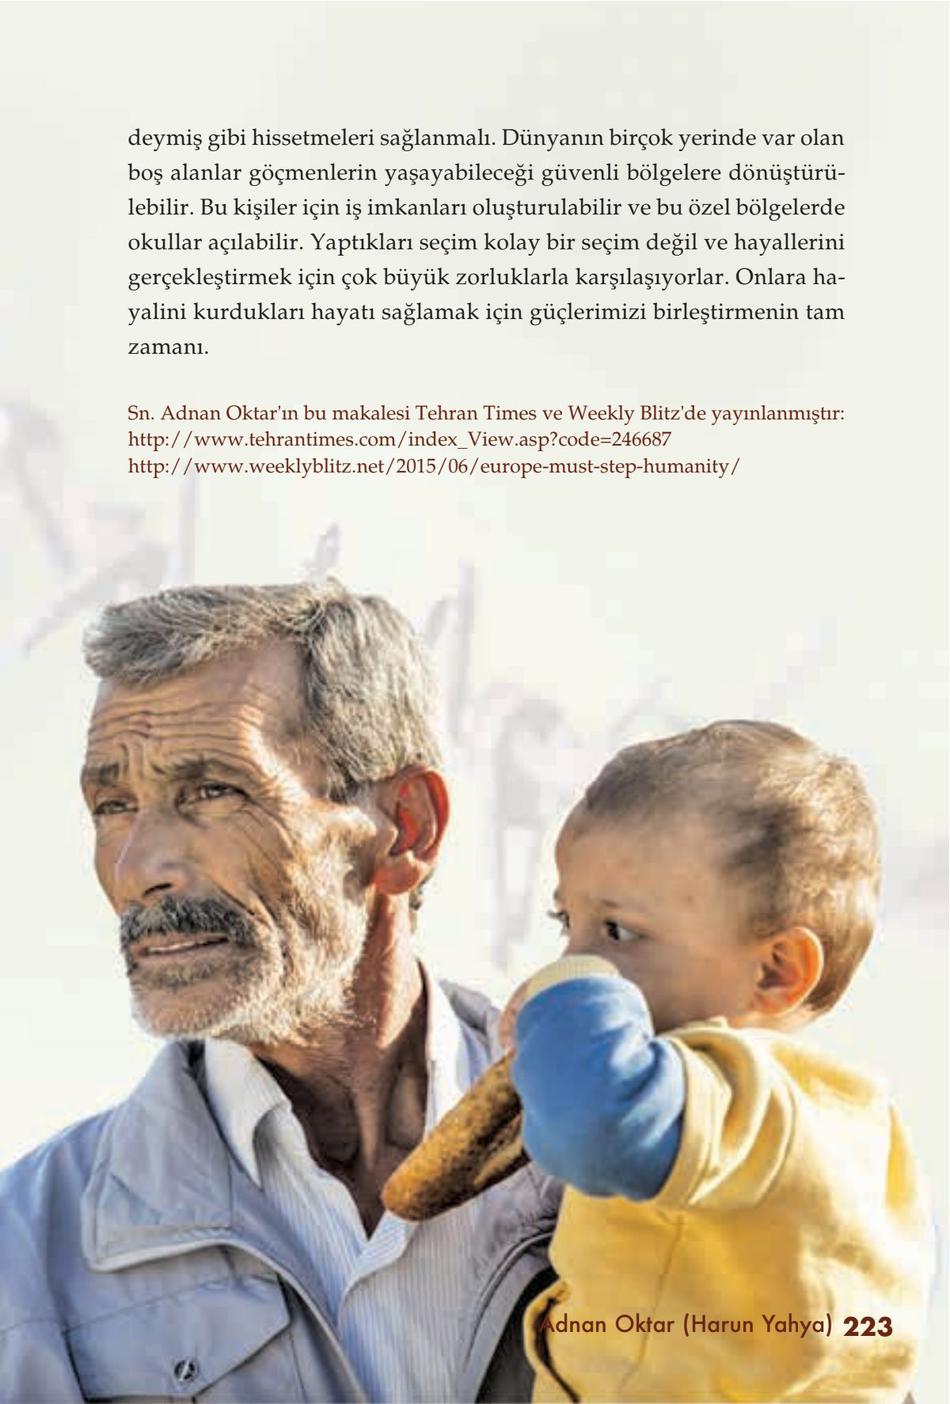 deymiş gibi hissetmeleri sağlanmalı. Dünyanın birçok yerinde var olan
boş alanlar göçmenlerin yaşayabileceği güvenli bölgelere dönüştürü-
lebilir. Bu kişiler için iş imkanları oluşturulabilir ve bu özel bölgelerde
okullar açılabilir. Yaptıkları seçim kolay bir seçim değil ve hayallerini
gerçekleştirmek için çok büyük zorluklarla karşılaşıyorlar. Onlara ha-
yalini kurdukları hayatı sağlamak için güçlerimizi birleştirmenin tam
zamanı.
Sn. Adnan Oktar'ın bu makalesi Tehran Times ve Weekly Blitz'de yayınlanmıştır:
http://www.tehrantimes.com/index_View.asp?code=246687
http://www.weeklyblitz.net/2015/06/europe-must-step-humanity/
Adnan Oktar (Harun Yahya) 223